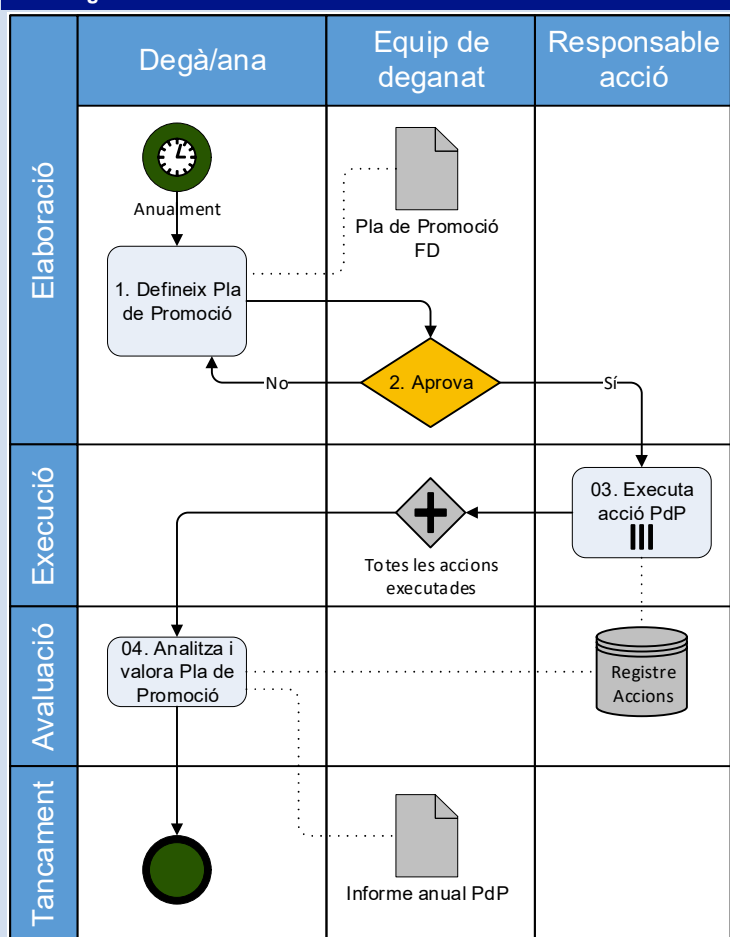 Degà/ana
Equip de
deganat
Responsable
acció
Elaboració
Anualment
Pla de Promoció
FD
1. Defineix Pla
de Promoció
2. Aprova
No
Sí
Execució
03. Executa
acció PdP
Totes les accions
executades
Avaluació
04. Analitza i
valora Pla de
Promoció
Registre
Accions
Tancament
Informe anual PdP